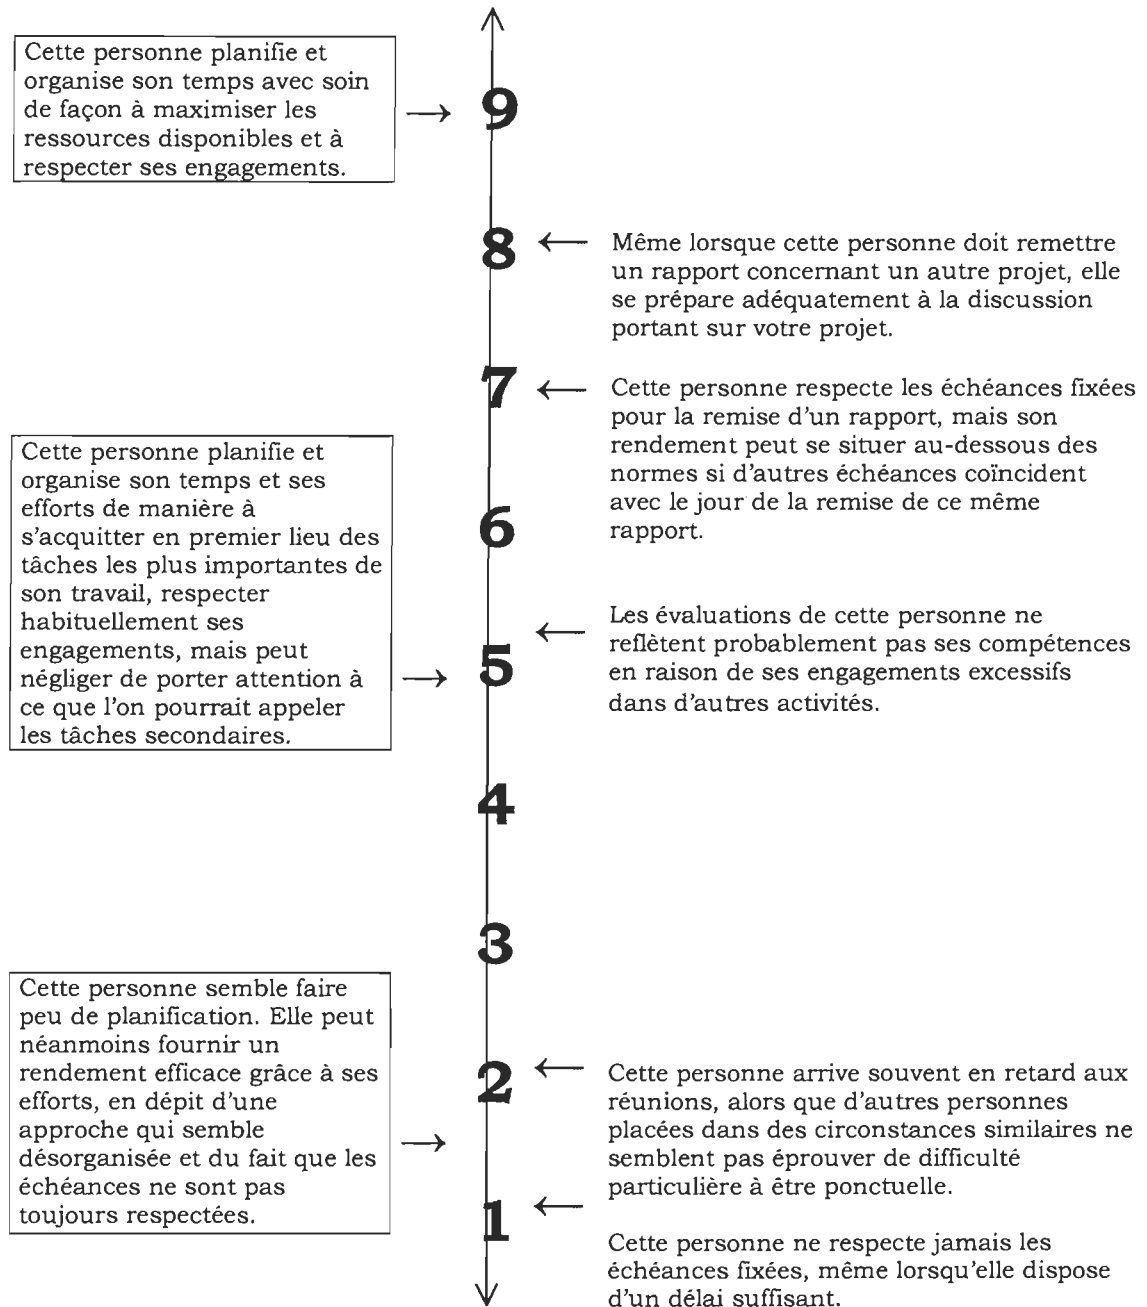 Cette personne planifie et
organise son temps avec soin
de façon à maximiser les
ressources disponibles et à
respecter ses engagements.
9
8
Même lorsque cette personne doit remettre
un rapport concernant un autre projet, elle
se prépare adéquatement à la discussion
portant sur votre projet.
7
Cette personne respecte les échéances fixées
pour la remise d'un rapport, mais son
rendement peut se situer au-dessous des
normes si d'autres échéances coïncident
avec le jour de la remise de ce même
rapport.
6
Cette personne planifie et
organise son temps et ses
efforts de manière à
s'acquitter en premier lieu des
tâches les plus importantes de
son travail, respecter
habituellement ses
engagements, mais peut
négliger de porter attention à
ce que l'on pourrait appeler
les tâches secondaires.
5
Les évaluations de cette personne ne
reflètent probablement pas ses compétences
en raison de ses engagements excessifs
dans d'autres activités.
4
3
Cette personne semble faire
peu de planification. Elle peut
néanmoins fournir un
rendement efficace grâce à ses
efforts, en dépit d'une
approche qui semble
désorganisée et du fait que les
échéances ne sont pas
toujours respectées.
2
Cette personne arrive souvent en retard aux
réunions, alors que d'autres personnes
placées dans des circonstances similaires ne
semblent pas éprouver de difficulté
particulière à être ponctuelle.
1
Cette personne ne respecte jamais les
échéances fixées, même lorsqu'elle dispose
d'un délai suffisant.